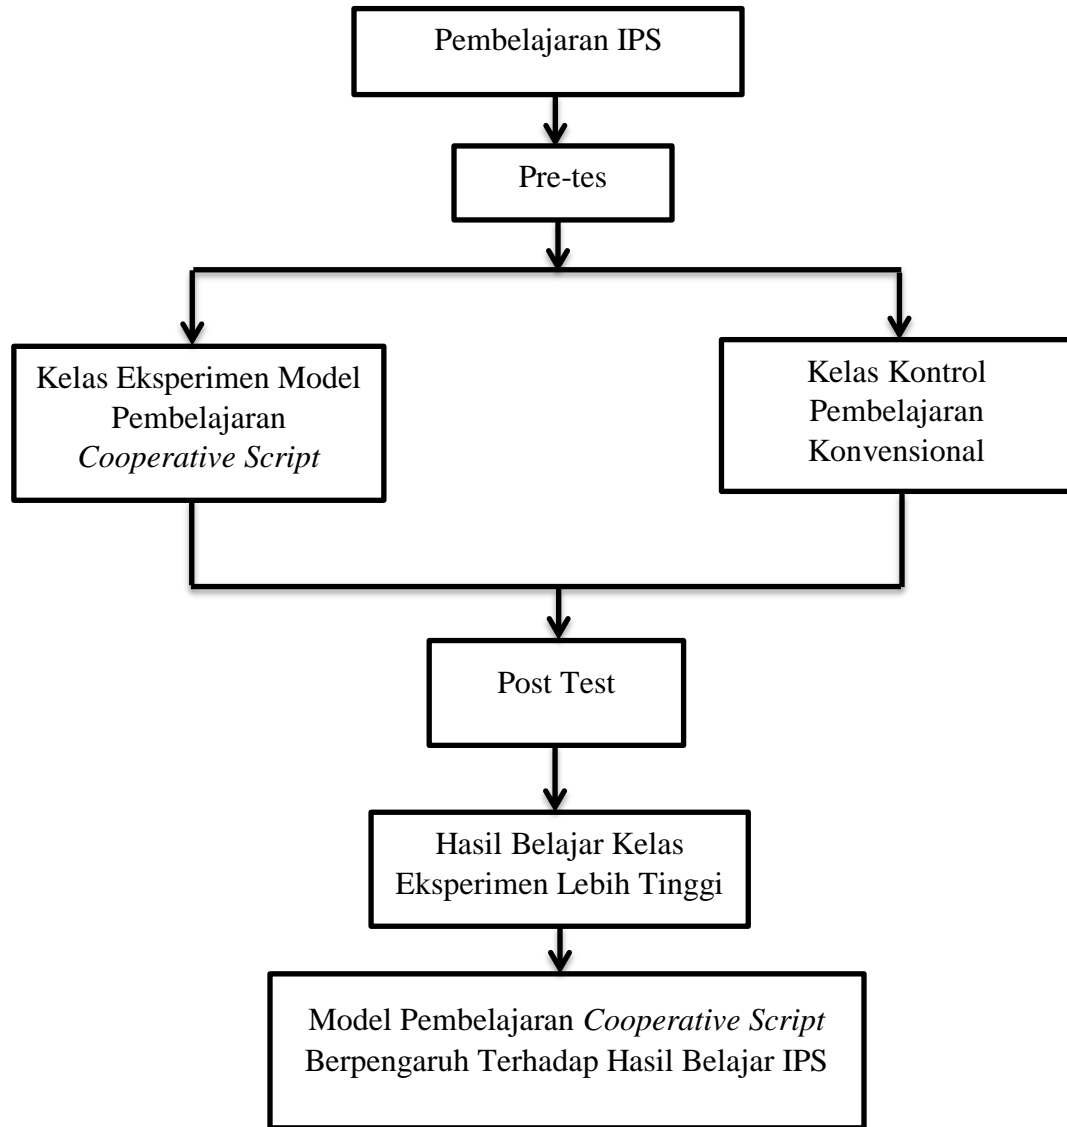 Pembelajaran IPS
Pre-tes
Kelas Eksperimen Model
Pembelajaran
Cooperative Script
Kelas Kontrol
Pembelajaran
Konvensional
Post Test
Hasil Belajar Kelas
Eksperimen Lebih Tinggi
Model Pembelajaran Cooperative Script
Berpengaruh Terhadap Hasil Belajar IPS